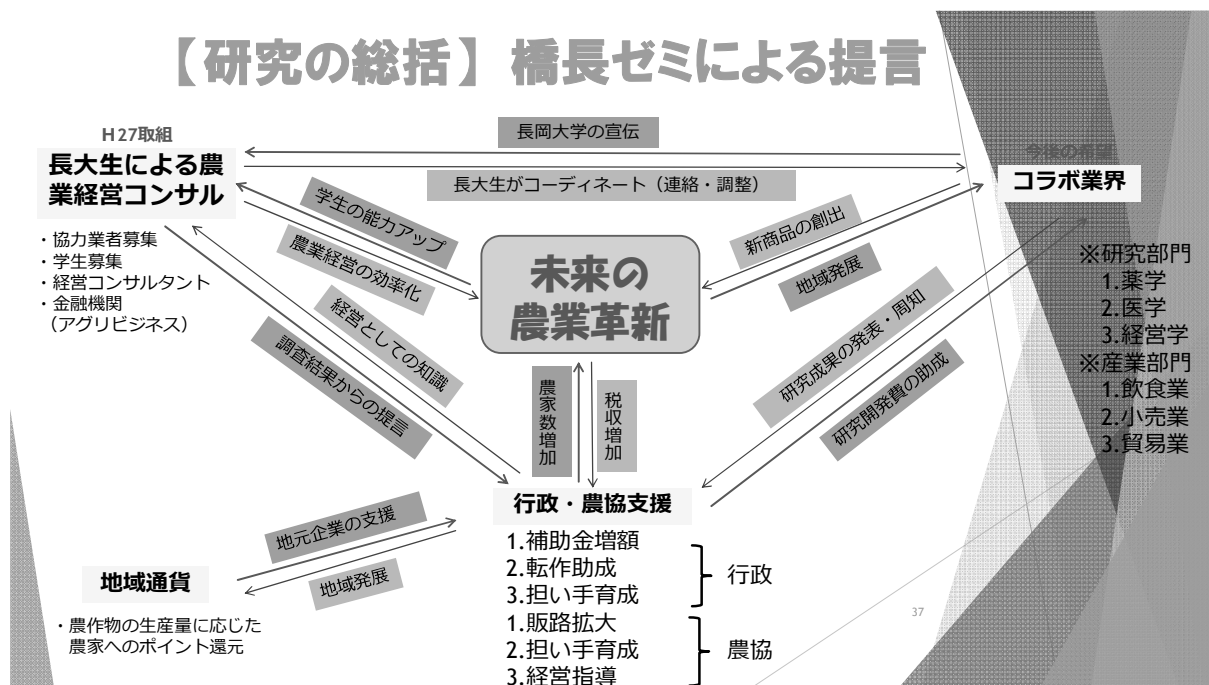 【研究の総括】 橋長ゼミによる提言
H27取組
長大生による農
業経営コンサル
・協力業者募集
・学生募集
・経営コンサルタント
・金融機関
（アグリビジネス）
長岡大学の宣伝
長大生がコーディネート（連絡・調整）
今後の希望
コラボ業界
※研究部門
1.薬学
2.医学
3.経営学
※産業部門
1.飲食業
2.小売業
3.貿易業
学生の能力アップ
農業経営の効率化
新商品の創出
地域発展
未来の
農業革新
経営としての知識
調査結果からの提言
研究成果の発表・周知
研究開発費の助成
農家数増加
税収増加
行政・農協支援
1.補助金増額
2.転作助成
3.担い手育成
行政
1.販路拡大
2.担い手育成
3.経営指導
農協
地元企業の支援
地域発展
地域通貨
・農作物の生産量に応じた
農家へのポイント還元
37